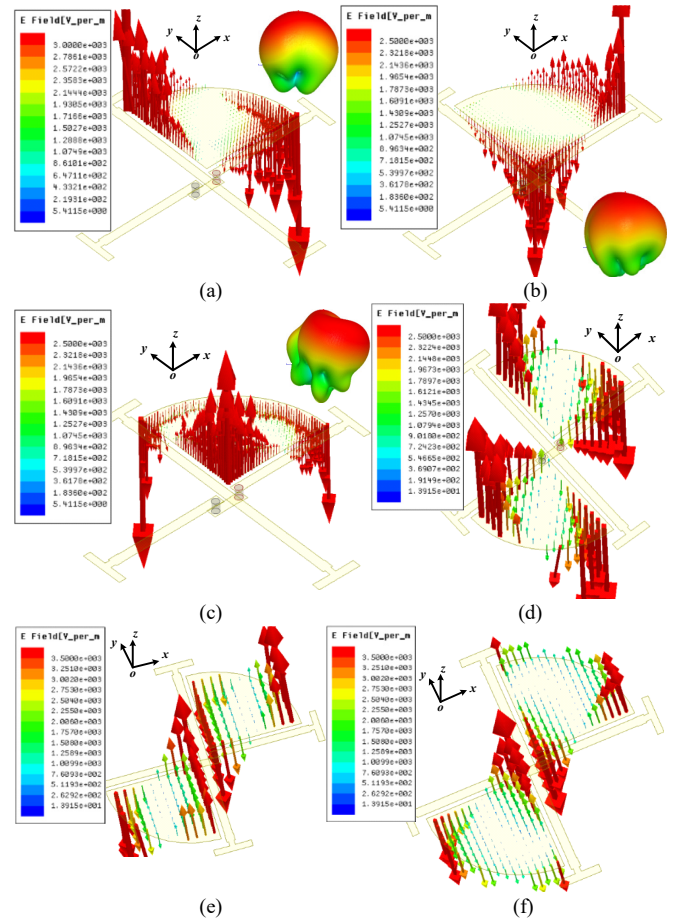 E Field[V_per_m
3.0000e+003
2.7861e+003
2.5722e+003
2.3583e+003
2.1444e+003
1.9305e+003
1.7166e+003
1.5027e+003
1.2888e+003
1.0749e+003
8.6101e+002
6.4711e+002
4.3321e+002
2.1931e+002
5.4115e+000
y z x o
(a)
E Field[V_per_m
2.5000e+003
2.3218e+003
2.1436e+003
1.9654e+003
1.7873e+003
1.6091e+003
1.4309e+003
1.2527e+003
1.0745e+003
8.9634e+002
7.1815e+002
5.3997e+002
3.6178e+002
1.8360e+002
5.4115e+000
y z x o
(b)
E Field[V_per_m
2.5000e+003
2.3218e+003
2.1436e+003
1.9654e+003
1.7873e+003
1.6091e+003
1.4309e+003
1.2527e+003
1.0745e+003
8.9634e+002
7.1815e+002
5.3997e+002
3.6178e+002
1.8360e+002
5.4115e+000
y z x o
(c)
E Field[V_per_m
2.5000e+003
2.3224e+003
2.1448e+003
1.9673e+003
1.7897e+003
1.6121e+003
1.4345e+003
1.2570e+003
1.0794e+003
9.0180e+002
7.2423e+002
5.4665e+002
3.6907e+002
1.9149e+002
1.3915e+001
y z x o
(d)
E Field[V_per_m
3.5000e+003
3.2510e+003
3.0020e+003
2.7530e+003
2.5040e+003
2.2550e+003
2.0060e+003
1.7570e+003
1.5080e+003
1.2589e+003
1.0099e+003
7.6093e+002
5.1193e+002
2.6292e+002
1.3915e+001
y z x o
(e)
E Field[V_per_m
3.5000e+003
3.2510e+003
3.0020e+003
2.7530e+003
2.5040e+003
2.2550e+003
2.0060e+003
1.7570e+003
1.5080e+003
1.2589e+003
1.0099e+003
7.6093e+002
5.1193e+002
2.6292e+002
1.3915e+001
y z x o
(f)